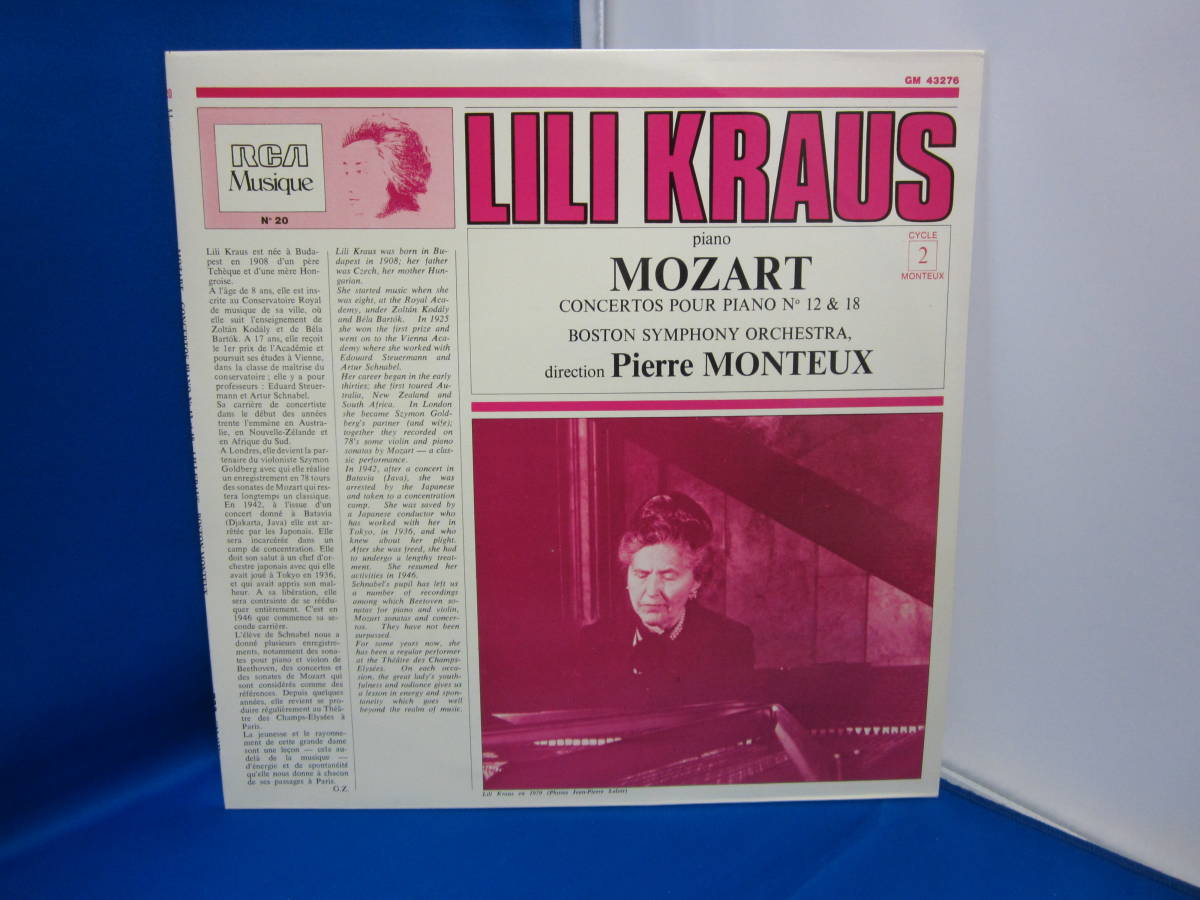 GM 43276
RCA
Musique
N° 20
LILI KRAUS
piano
MOZART
CONCERTOS POUR PIANO N° 12 & 18
BOSTON SYMPHONY ORCHESTRA,
direction Pierre MONTEUX
CYCLE
2
MONTEUX
Lili Kraus est née à Buda-
pest en 1908 d'un père
Tchèque et d'une mère Hon-
groise.
A l'âge de 8 ans, elle est ins-
crite au Conservatoire Royal
de musique de sa ville, où
elle suit l'enseignement de
Zoltán Kodály et de Béla
Bartók. A 17 ans, elle reçoit
le 1er prix de l'Académie et
poursuit ses études à Vienne,
dans la classe de maîtrise du
conservatoire ; elle y a pour
professeurs : Eduard Steuer-
mann et Artur Schnabel.
Sa carrière de concertiste
dans le début des années
trente l'emmène en Austra-
lie, en Nouvelle-Zélande et
en Afrique du Sud.
A Londres, elle devient la par-
tenaire du violoniste Szymon
Goldberg avec qui elle réalise
un enregistrement en 78 tours
des sonates de Mozart qui res-
tera longtemps un classique.
En 1942, à l'issue d'un
concert donné à Batavia
(Djakarta, Java) elle est ar-
rêtée par les Japonais. Elle
sera incarcérée dans un
camp de concentration. Elle
doit son salut à un chef d'or-
chestre japonais avec qui elle
avait joué à Tokyo en 1936,
et qui avait appris son mal-
heur. A sa libération, elle
sera contrainte de se réédu-
quer entièrement. C'est en
1946 que commence sa se-
conde carrière.
L'élève de Schnabel nous a
donné plusieurs enregistre-
ments, notamment des sona-
tes pour piano et violon de
Beethoven, des concertos et
des sonates de Mozart qui
sont considérés comme des
références. Depuis quelques
années, elle revient se pro-
duire régulièrement au Théâ-
tre des Champs-Elysées à
Paris.
La jeunesse et le rayonne-
ment de cette grande dame
sont une leçon — cela au-
delà de la musique —
d'énergie et de spontanéité
qu'elle nous donne à chacun
de ses passages à Paris.
G.Z.
Lili Kraus was born in Bu-
dapest in 1908; her father
was Czech, her mother Hun-
garian.
She started music when she
was eight, at the Royal Aca-
demy, under Zoltán Kodály
and Béla Bartók. In 1925
she won the first prize and
went on to the Vienna Aca-
demy where she worked with
Edouard Steuermann and
Artur Schnabel.
Her career began in the early
thirties; she first toured Au-
tralia, New Zealand and
South Africa. In London
she became Szymon Gold-
berg's partner (and wife);
together they recorded on
78's some violin and piano
sonatas by Mozart — a clas-
sic performance.
In 1942, after a concert in
Batavia (Java), she was
arrested by the Japanese
and taken to a concentration
camp. She was saved by
a Japanese conductor who
has worked with her in
Tokyo, in 1936, and who
knew about her plight.
After she was freed, she had
to undergo a lengthy treat-
ment. She resumed her
activities in 1946.
Schnabel's pupil has left us
a number of recordings
among which Beetoven so-
natas for piano and violin,
Mozart sonatas and concer-
tos. They have not been
surpassed.
For some years now, she
has been a regular performer
at the Théâtre des Champs-
Elysées. On each occa-
sion, the great lady's youth-
fulness and radiance gives us
a lesson in energy and spon-
taneity which goes well
beyond the realm of music.
Lili Kraus en 1970 (Photos Jean-Pierre Leloir)